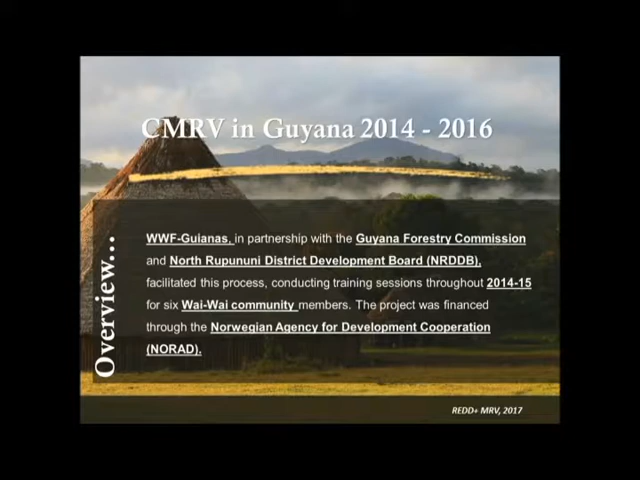 CMRV in Guyana 2014 - 2016
Overview...
WWF-Guianas, in partnership with the Guyana Forestry Commission
and North Rupununi District Development Board (NRDDB),
facilitated this process, conducting training sessions throughout 2014-15
for six Wai-Wai community members. The project was financed
through the Norwegian Agency for Development Cooperation
(NORAD).
REDD+ MRV, 2017